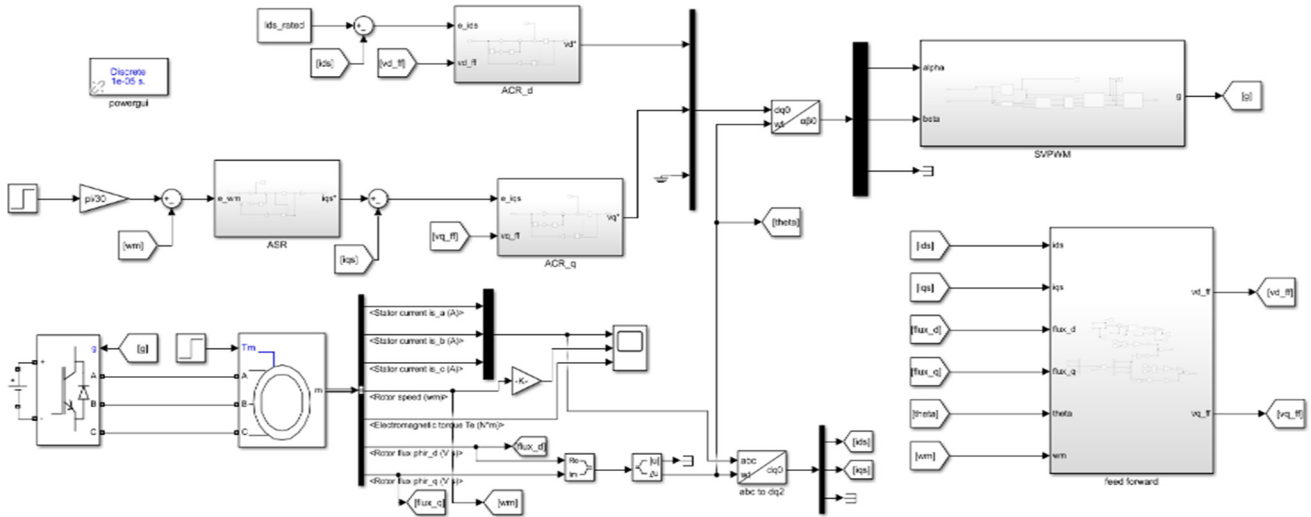 Ids_rated
e_ids
[ids]
[vd_ff]
vd_ff
vd*
ACR_d
Discrete
1e-05 s.
powergui
dq0
wt
αβ0
alpha
beta
g
[g]
SVPWM
pi/30
e_wm
iqs*
[wm]
ASR
[iqs]
e_iqs
[vq_ff]
vq_ff
vq*
ACR_q
[theta]
[ids]
ids
[iqs]
iqs
[flux_d]
flux_d
[flux_q]
flux_q
[theta]
theta
[wm]
wm
vd_ff
[vd_ff]
vq_ff
[vq_ff]
feed forward
+
-
g
[g]
A
B
C
Tm
A
B
C
m
<Stator current is_a (A)>
<Stator current is_b (A)>
<Stator current is_c (A)>
<Rotor speed (wm)>
-K-
<Electromagnetic torque Te (N*m)>
<Rotor flux phir_d (V s)>
[flux_d]
<Rotor flux phir_q (V s)>
[flux_q]
[wm]
Re
Im
|u|
∠u
abc
dq0
abc to dq2
[ids]
[iqs]